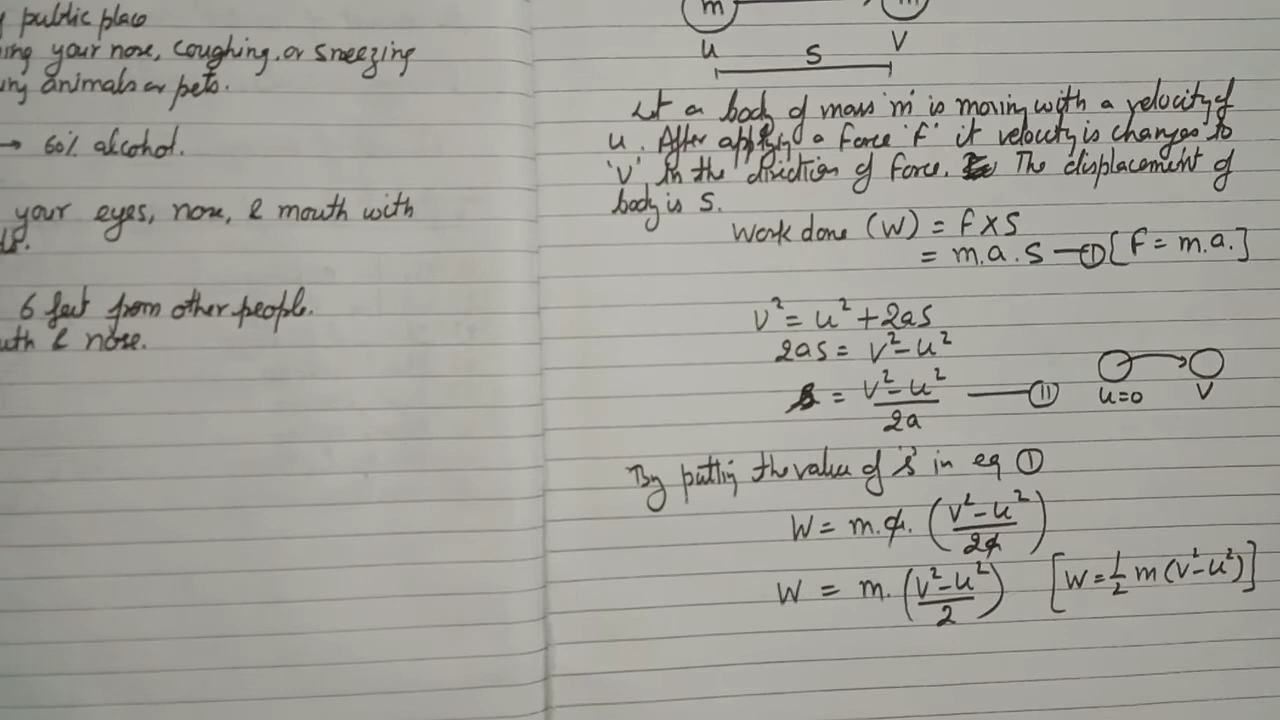 public place
ing your nose, coughing, or sneezing
ing animals or pets.
→ 60% alcohol.
your eyes, nose, & mouth with
6 feet from other people.
uth & nose.
m
u S V
Let a body of mass 'm' is moving with a velocity of
u. After applying a force 'F' it velocity is changes to
'V' in the direction of force. The displacement of
body is S.
Work done (W) = F X S
= m.a.S — ① [F = m.a.]
V² = u² + 2as
2as = V² - u²
s = V² - u² / 2a — ⑪
u=0 V
By putting the value of 's' in eq ①
W = m.a. (V² - u² / 2a)
W = m. (V² - u² / 2) [W = 1/2 m (V² - u²)]